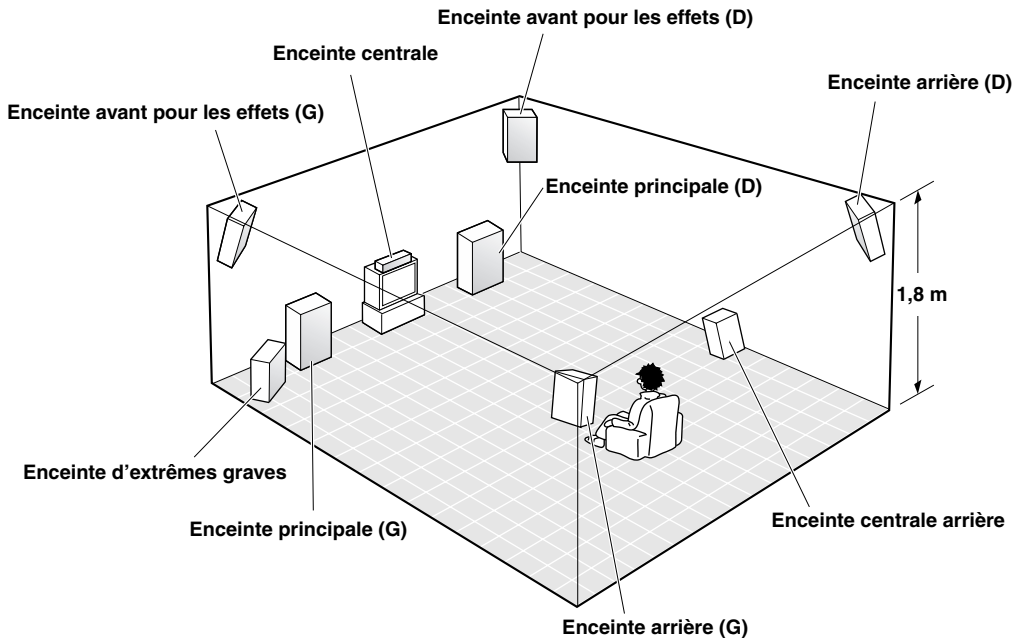 Enceinte avant pour les effets (D)
Enceinte centrale
Enceinte arrière (D)
Enceinte avant pour les effets (G)
Enceinte principale (D)
1,8 m
Enceinte d'extrêmes graves
Enceinte principale (G)
Enceinte centrale arrière
Enceinte arrière (G)